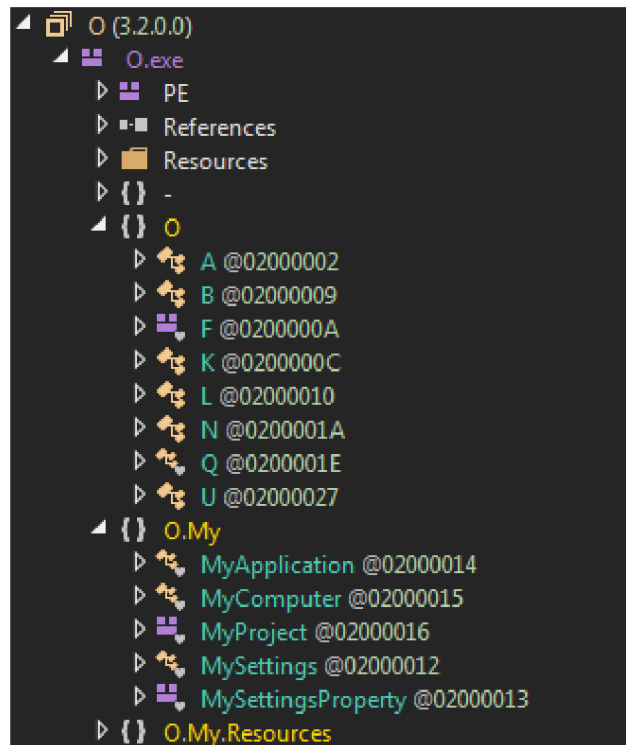 O (3.2.0.0)
O.exe
PE
References
Resources
{ } -
{ } O
A @02000002
B @02000009
F @0200000A
K @0200000C
L @02000010
N @0200001A
Q @0200001E
U @02000027
{ } O.My
MyApplication @02000014
MyComputer @02000015
MyProject @02000016
MySettings @02000012
MySettingsProperty @02000013
{ } O.My.Resources